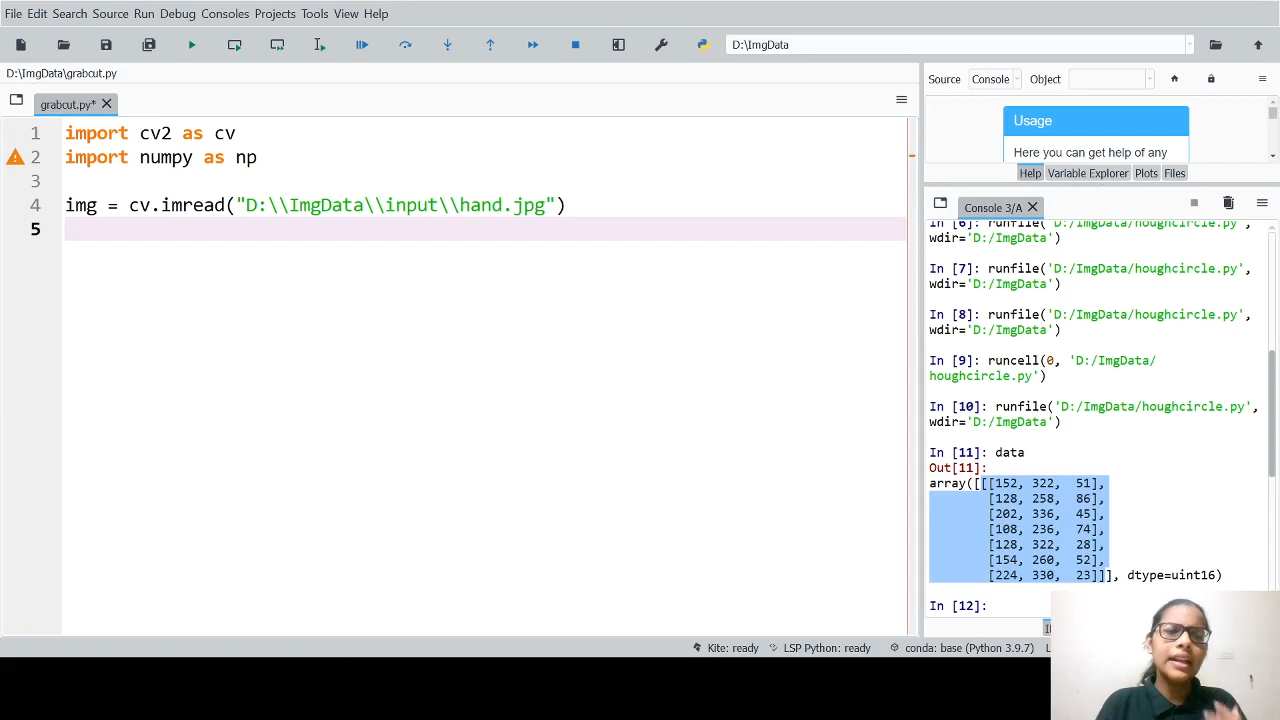 File Edit Search Source Run Debug Consoles Projects Tools View Help
D:\ImgData
D:\ImgData\grabcut.py
grabcut.py*
1 import cv2 as cv
2 import numpy as np
3
4 img = cv.imread("D:\\ImgData\\input\\hand.jpg")
5
Source Console Object
Usage
Here you can get help of any
Help Variable Explorer Plots Files
Console 3/A
In [6]: runfile('D:/ImgData/houghcircle.py',
wdir='D:/ImgData')
In [7]: runfile('D:/ImgData/houghcircle.py',
wdir='D:/ImgData')
In [8]: runfile('D:/ImgData/houghcircle.py',
wdir='D:/ImgData')
In [9]: runcell(0, 'D:/ImgData/
houghcircle.py')
In [10]: runfile('D:/ImgData/houghcircle.py',
wdir='D:/ImgData')
In [11]: data
Out[11]:
array([[[152, 322, 51],
[128, 258, 86],
[202, 336, 45],
[108, 236, 74],
[128, 322, 28],
[154, 260, 52],
[224, 330, 23]]], dtype=uint16)
In [12]:
Kite: ready LSP Python: ready conda: base (Python 3.9.7)